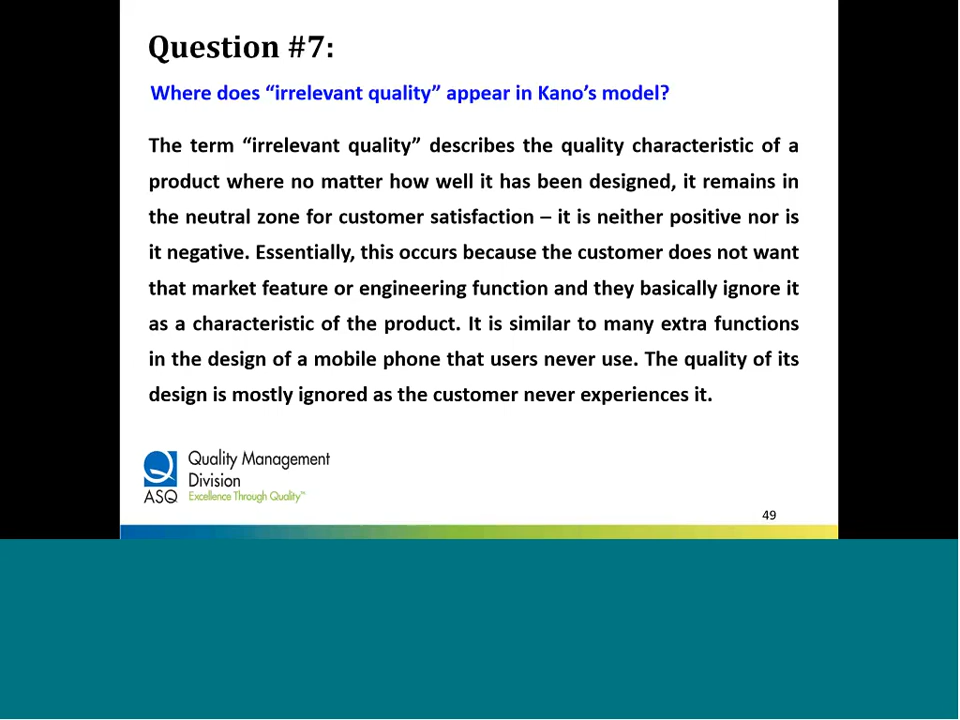 Question #7:
Where does “irrelevant quality” appear in Kano’s model?
The term “irrelevant quality” describes the quality characteristic of a
product where no matter how well it has been designed, it remains in
the neutral zone for customer satisfaction – it is neither positive nor is
it negative. Essentially, this occurs because the customer does not want
that market feature or engineering function and they basically ignore it
as a characteristic of the product. It is similar to many extra functions
in the design of a mobile phone that users never use. The quality of its
design is mostly ignored as the customer never experiences it.
Quality Management
Division
ASQ Excellence Through Quality™
49